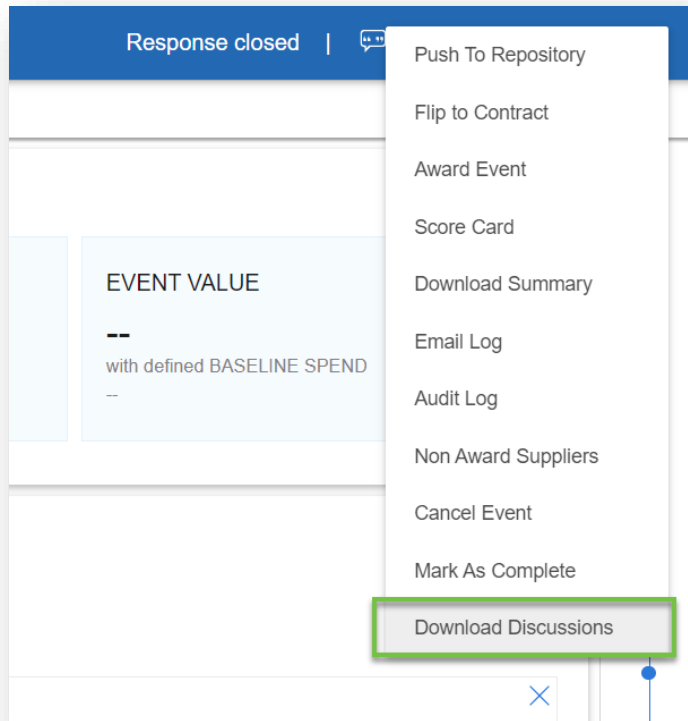 Response closed |
Push To Repository
Flip to Contract
Award Event
Score Card
Download Summary
Email Log
Audit Log
Non Award Suppliers
Cancel Event
Mark As Complete
Download Discussions
EVENT VALUE
--
with defined BASELINE SPEND
--